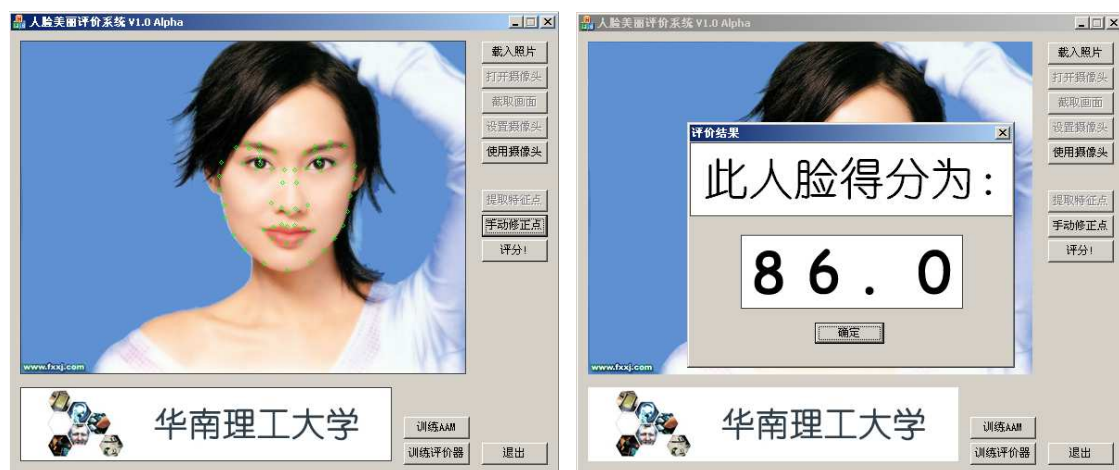 人脸美丽评价系统 V1.0 Alpha
载入照片
打开摄像头
截取画面
设置摄像头
使用摄像头
提取特征点
手动修正点
评分!
www.fxxj.com
华南理工大学
训练AAM
训练评价器
退出
人脸美丽评价系统 V1.0 Alpha
载入照片
打开摄像头
截取画面
设置摄像头
使用摄像头
评价结果
此人脸得分为:
86.0
确定
提取特征点
手动修正点
评分!
www.fxxj.com
华南理工大学
训练AAM
训练评价器
退出